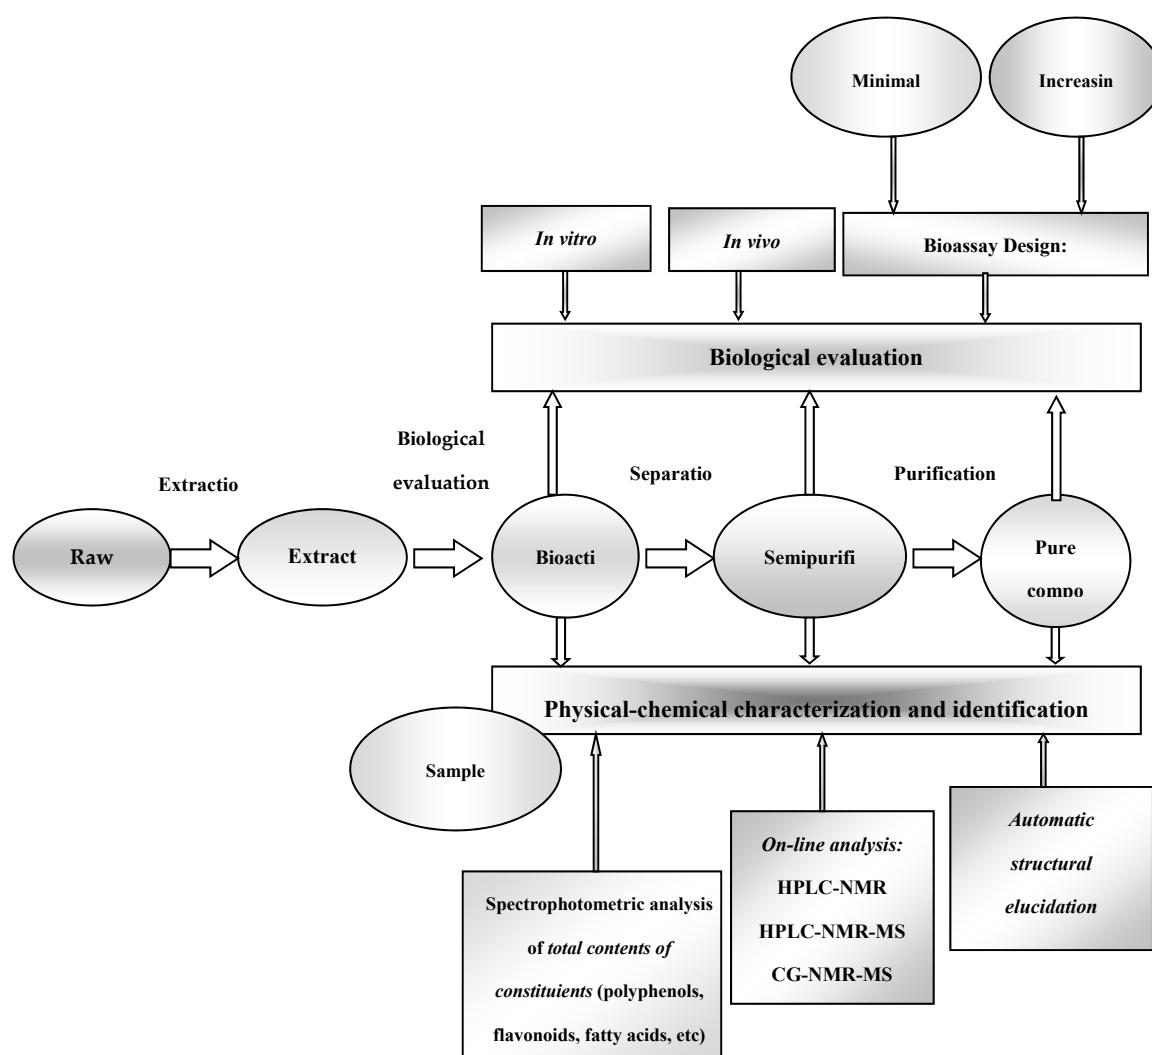 Minimal
Increasin
In vitro
In vivo
Bioassay Design:
Biological evaluation
Biological
evaluation
Extractio
Separatio
Purification
Raw
Extract
Bioacti
Semipurifi
Pure
compo
Physical-chemical characterization and identification
Sample
Spectrophotometric analysis
of total contents of
constituients (polyphenols,
flavonoids, fatty acids, etc)
On-line analysis:
HPLC-NMR
HPLC-NMR-MS
CG-NMR-MS
Automatic
structural
elucidation